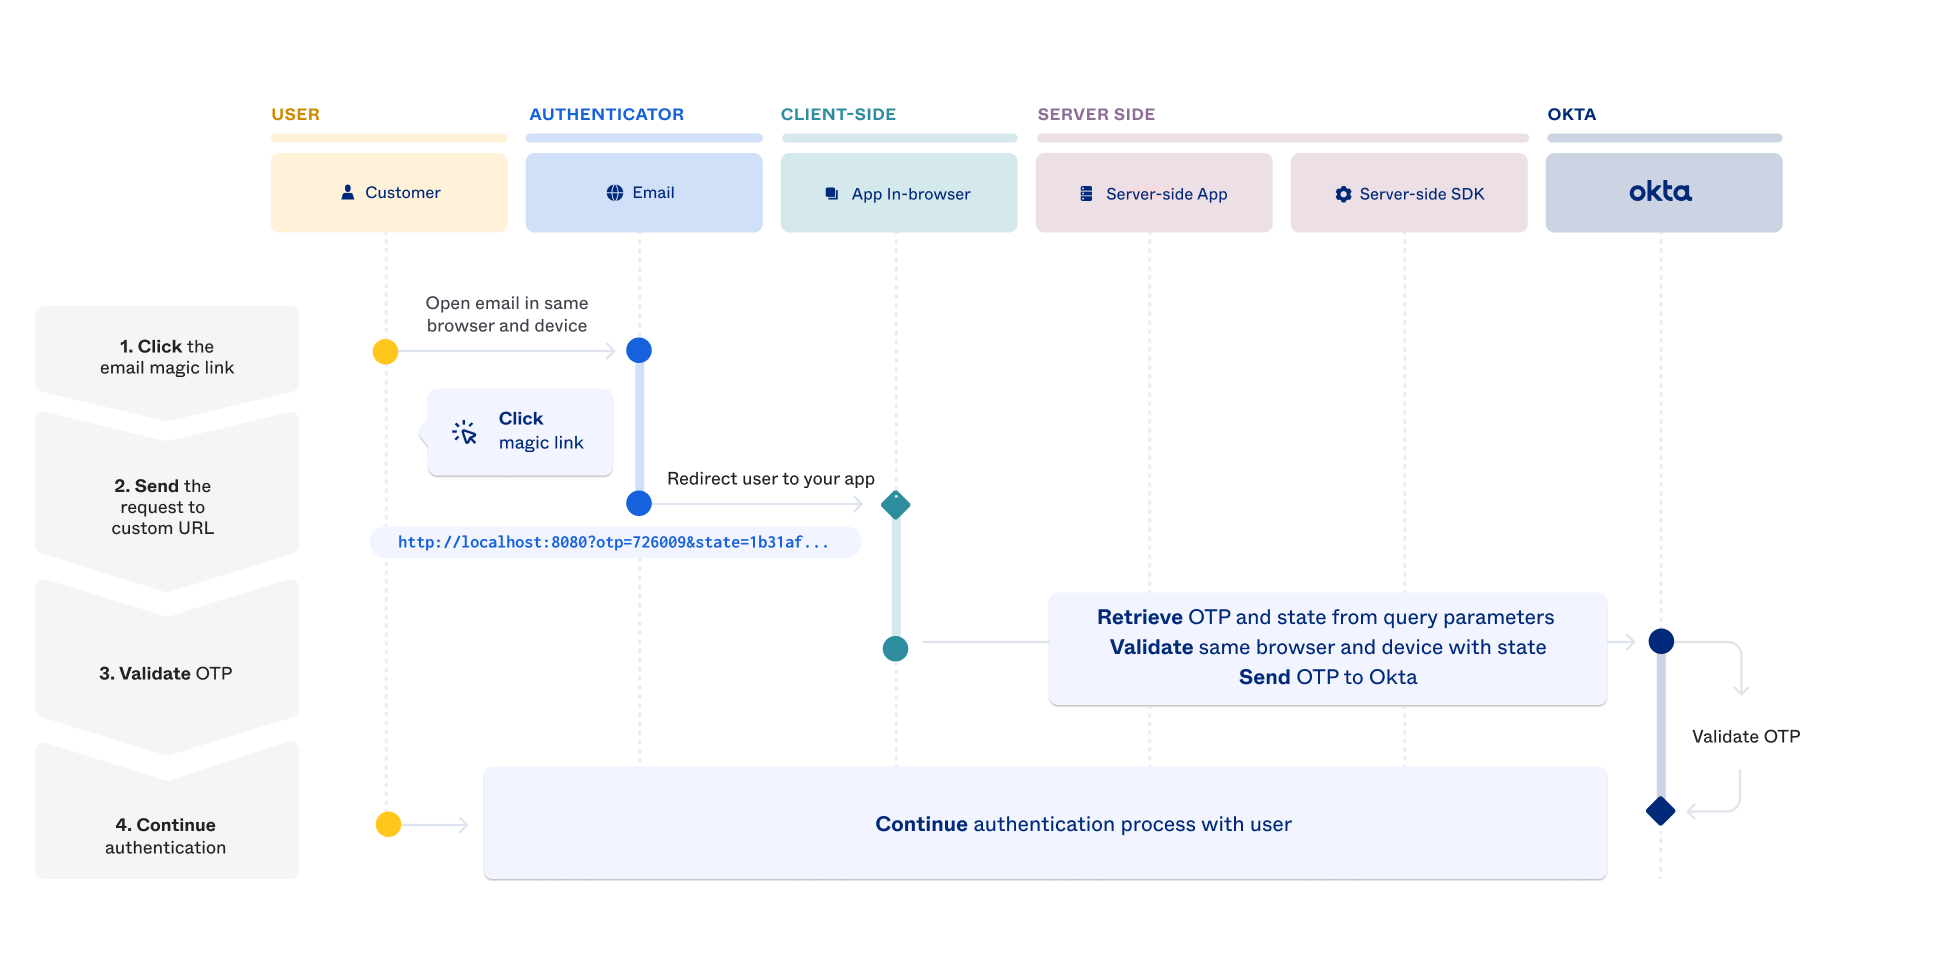 USER
AUTHENTICATOR
CLIENT-SIDE
SERVER SIDE
OKTA
Customer
Email
App In-browser
Server-side App
Server-side SDK
okta
1. Click the
email magic link
Open email in same
browser and device
Click
magic link
2. Send the
request to
custom URL
Redirect user to your app
http://localhost:8080?otp=726009&state=1b31af...
3. Validate OTP
Retrieve OTP and state from query parameters
Validate same browser and device with state
Send OTP to Okta
Validate OTP
4. Continue
authentication
Continue authentication process with user